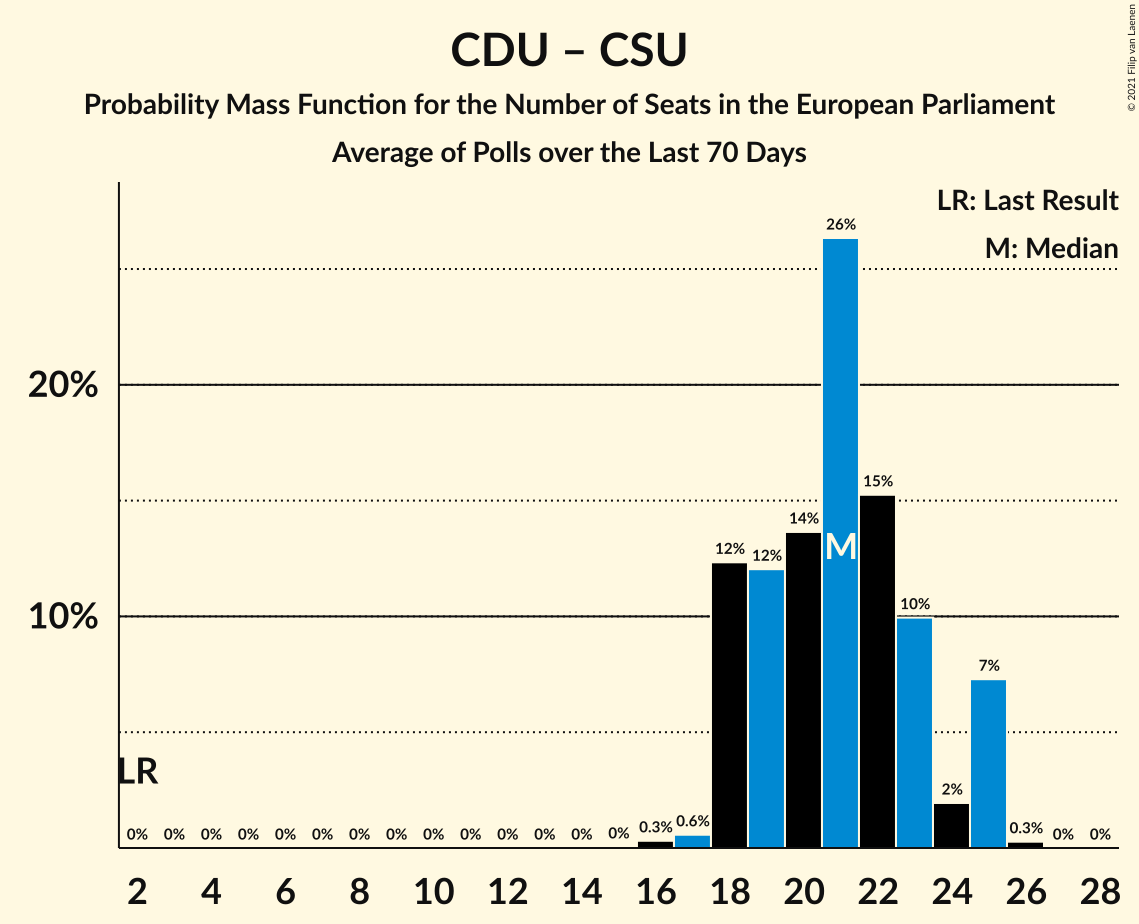 CDU – CSU
Probability Mass Function for the Number of Seats in the European Parliament
Average of Polls over the Last 70 Days
© 2021 Filip van Laenen
LR: Last Result
M: Median
20%
10%
LR
M
0% 0% 0% 0% 0% 0% 0% 0% 0% 0% 0% 0% 0% 0% 0.3% 0.6% 12% 12% 14% 26% 15% 10% 2% 7% 0.3% 0% 0%
2 4 6 8 10 12 14 16 18 20 22 24 26 28